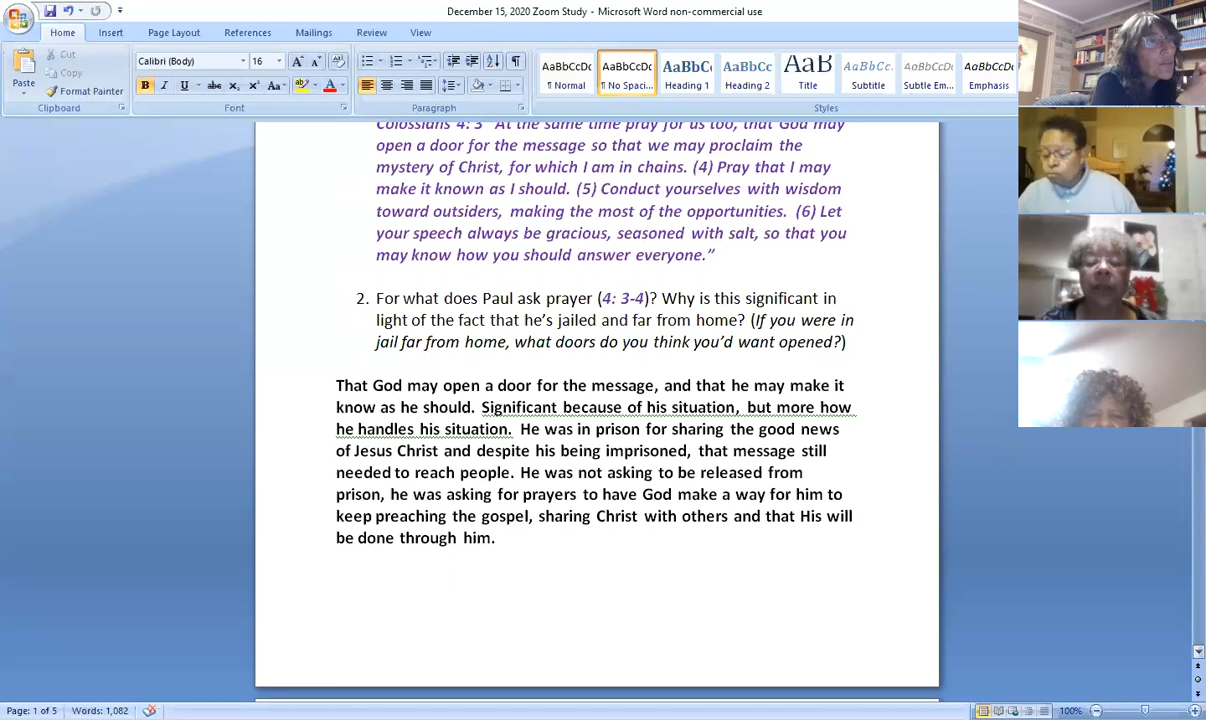 December 15, 2020 Zoom Study - Microsoft Word non-commercial use
Home Insert Page Layout References Mailings Review View
Cut
Copy
Format Painter
Paste
Clipboard
Calibri (Body) 16
Font
Paragraph
AaBbCcDc AaBbCcDc AaBbC AaBbCc AaB AaBbCc. AaBbCcDc AaBbCcDc
¶ Normal ¶ No Spaci... Heading 1 Heading 2 Title Subtitle Subtle Em... Emphasis
Styles
Colossians 4: 3 "At the same time pray for us too, that God may
open a door for the message so that we may proclaim the
mystery of Christ, for which I am in chains. (4) Pray that I may
make it known as I should. (5) Conduct yourselves with wisdom
toward outsiders, making the most of the opportunities. (6) Let
your speech always be gracious, seasoned with salt, so that you
may know how you should answer everyone."
2. For what does Paul ask prayer (4: 3-4)? Why is this significant in
light of the fact that he's jailed and far from home? (If you were in
jail far from home, what doors do you think you'd want opened?)
That God may open a door for the message, and that he may make it
know as he should. Significant because of his situation, but more how
he handles his situation. He was in prison for sharing the good news
of Jesus Christ and despite his being imprisoned, that message still
needed to reach people. He was not asking to be released from
prison, he was asking for prayers to have God make a way for him to
keep preaching the gospel, sharing Christ with others and that His will
be done through him.
Page: 1 of 5 Words: 1,082 100%